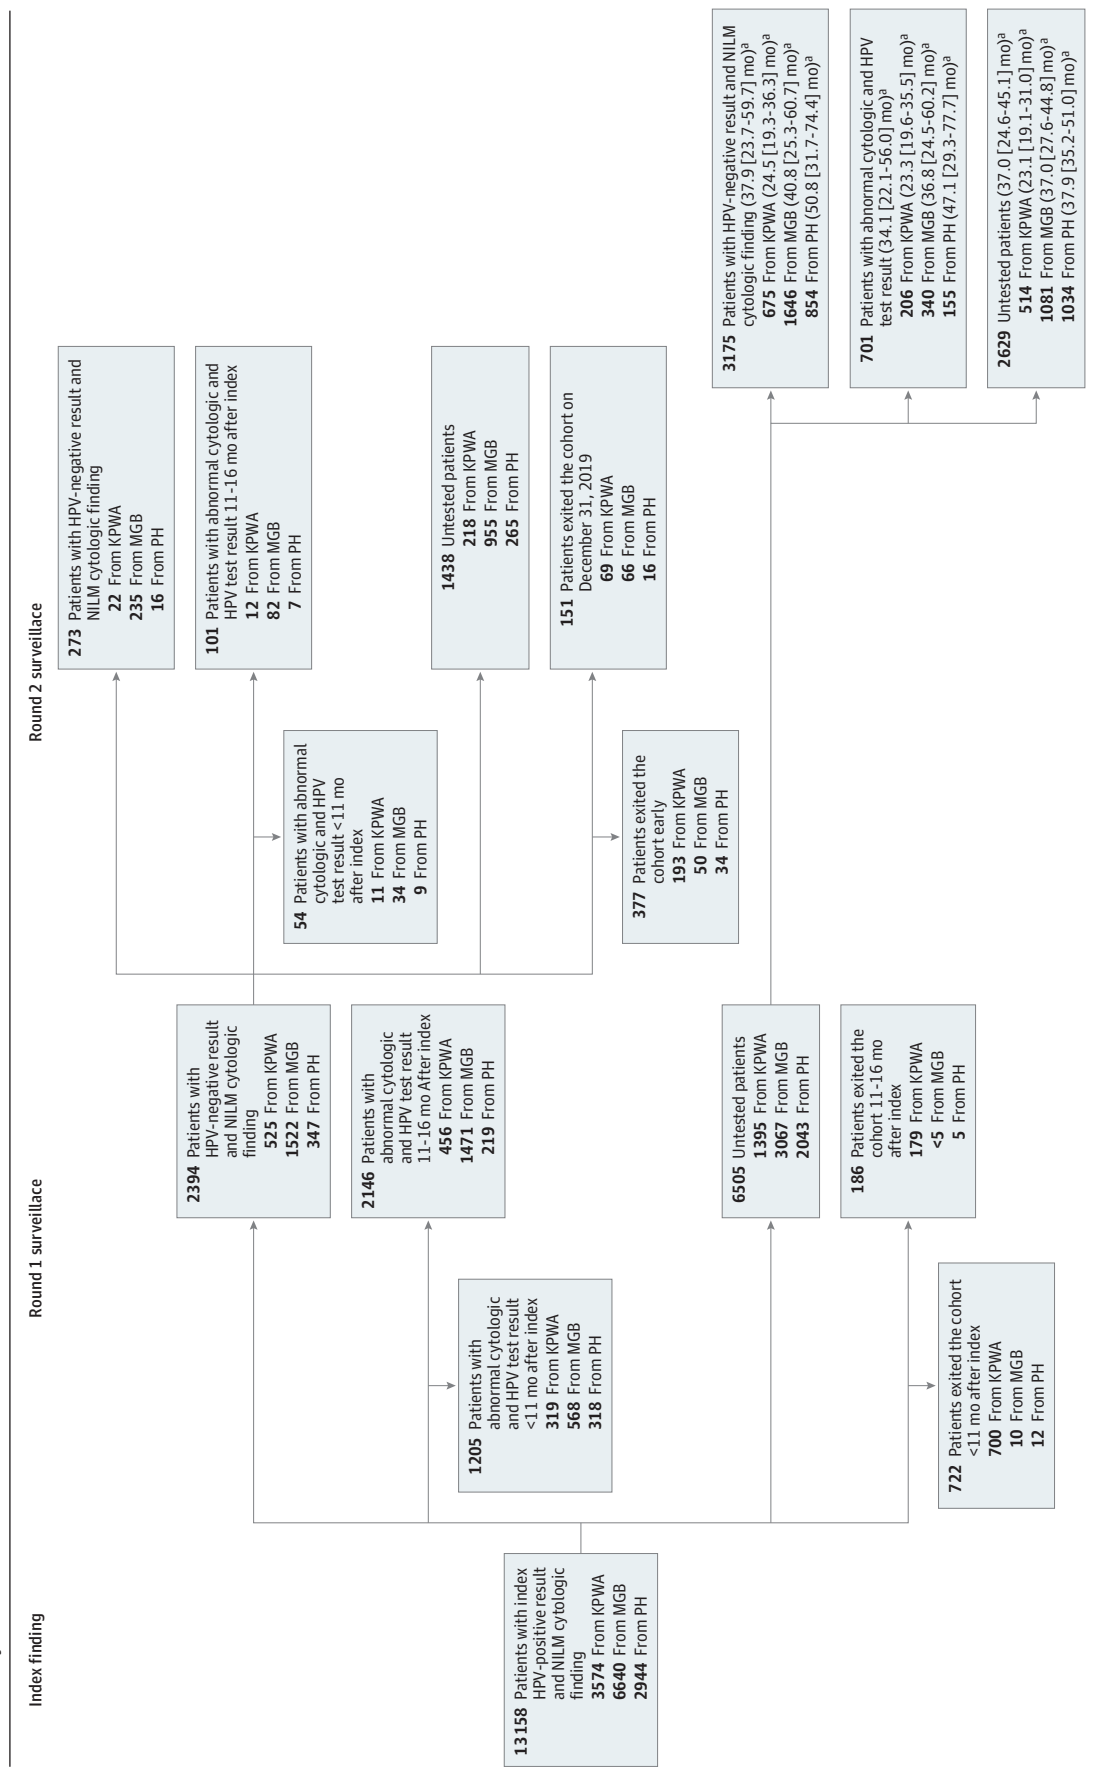 Index finding
Round 1 surveillace
Round 2 surveillace
13158 Patients with index
HPV-positive result
and NILM cytologic
finding
3574 From KPWA
6640 From MGB
2944 From PH
1205 Patients with
abnormal cytologic
and HPV test result
<11 mo after index
319 From KPWA
568 From MGB
318 From PH
722 Patients exited the cohort
<11 mo after index
700 From KPWA
10 From MGB
12 From PH
2394 Patients with
HPV-negative result
and NILM cytologic
finding
525 From KPWA
1522 From MGB
347 From PH
2146 Patients with
abnormal cytologic
and HPV test result
11-16 mo After index
456 From KPWA
1471 From MGB
219 From PH
6505 Untested patients
1395 From KPWA
3067 From MGB
2043 From PH
186 Patients exited the
cohort 11-16 mo
after index
179 From KPWA
<5 From MGB
5 From PH
54 Patients with abnormal
cytologic and HPV
test result <11 mo
after index
11 From KPWA
34 From MGB
9 From PH
377 Patients exited the
cohort early
193 From KPWA
50 From MGB
34 From PH
273 Patients with HPV-negative result and
NILM cytologic finding
22 From KPWA
235 From MGB
16 From PH
101 Patients with abnormal cytologic and
HPV test result 11-16 mo after index
12 From KPWA
82 From MGB
7 From PH
1438 Untested patients
218 From KPWA
955 From MGB
265 From PH
151 Patients exited the cohort on
December 31, 2019
69 From KPWA
66 From MGB
16 From PH
3175 Patients with HPV-negative result and NILM
cytologic finding (37.9 [23.7-59.7] mo)a
675 From KPWA (24.5 [19.3-36.3] mo)a
1646 From MGB (40.8 [25.3-60.7] mo)a
854 From PH (50.8 [31.7-74.4] mo)a
701 Patients with abnormal cytologic and HPV
test result (34.1 [22.1-56.0] mo)a
206 From KPWA (23.3 [19.6-35.5] mo)a
340 From MGB (36.8 [24.5-60.2] mo)a
155 From PH (47.1 [29.3-77.7] mo)a
2629 Untested patients (37.0 [24.6-45.1] mo)a
514 From KPWA (23.1 [19.1-31.0] mo)a
1081 From MGB (37.0 [27.6-44.8] mo)a
1034 From PH (37.9 [35.2-51.0] mo)a